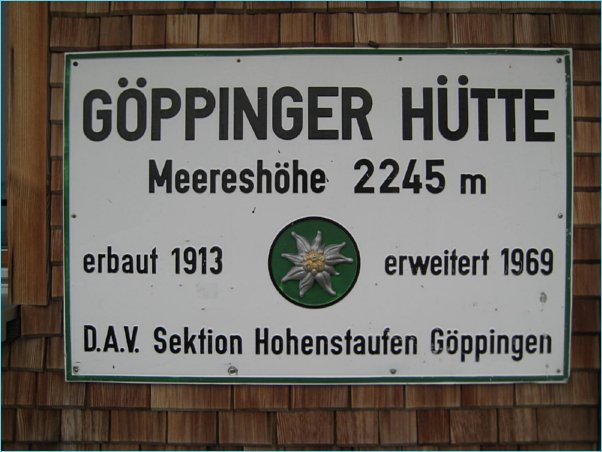 GÖPPINGER HÜTTE
Meereshöhe 2245 m
erbaut 1913 erweitert 1969
D.A.V. Sektion Hohenstaufen Göppingen